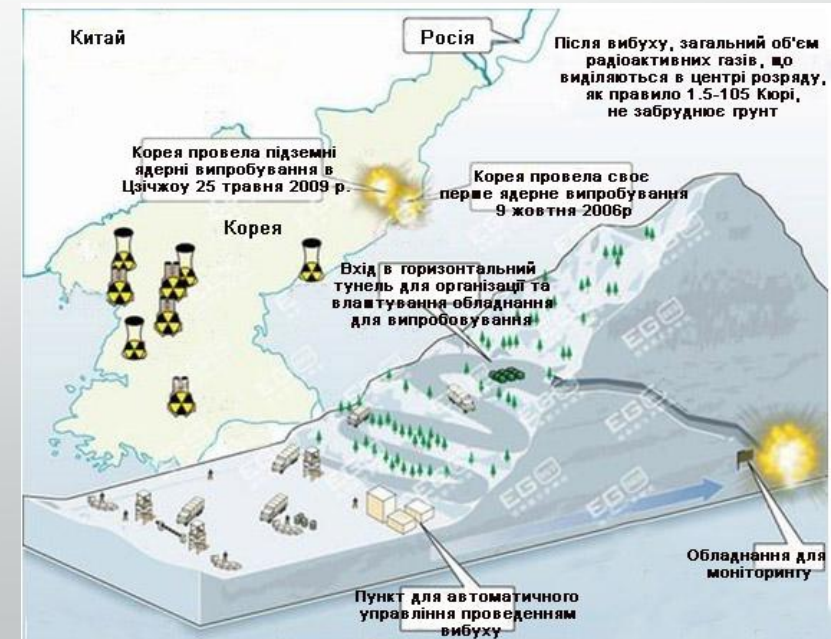 Китай
Росія
Після вибуху, загальний об'єм
радіоактивних газів, що
виділяються в центрі розряду,
як правило 1.5-105 Кюрі,
не забруднює грунт
Корея провела підземні
ядерні випробування в
Цзічжоу 25 травня 2009 р.
Корея провела своє
перше ядерне випробування
9 жовтня 2006р
Корея
Вхід в горизонтальний
тунель для організації та
влаштування обладнання
для випробовування
Обладнання для
моніторингу
Пункт для автоматичного
управління проведенням
вибуху